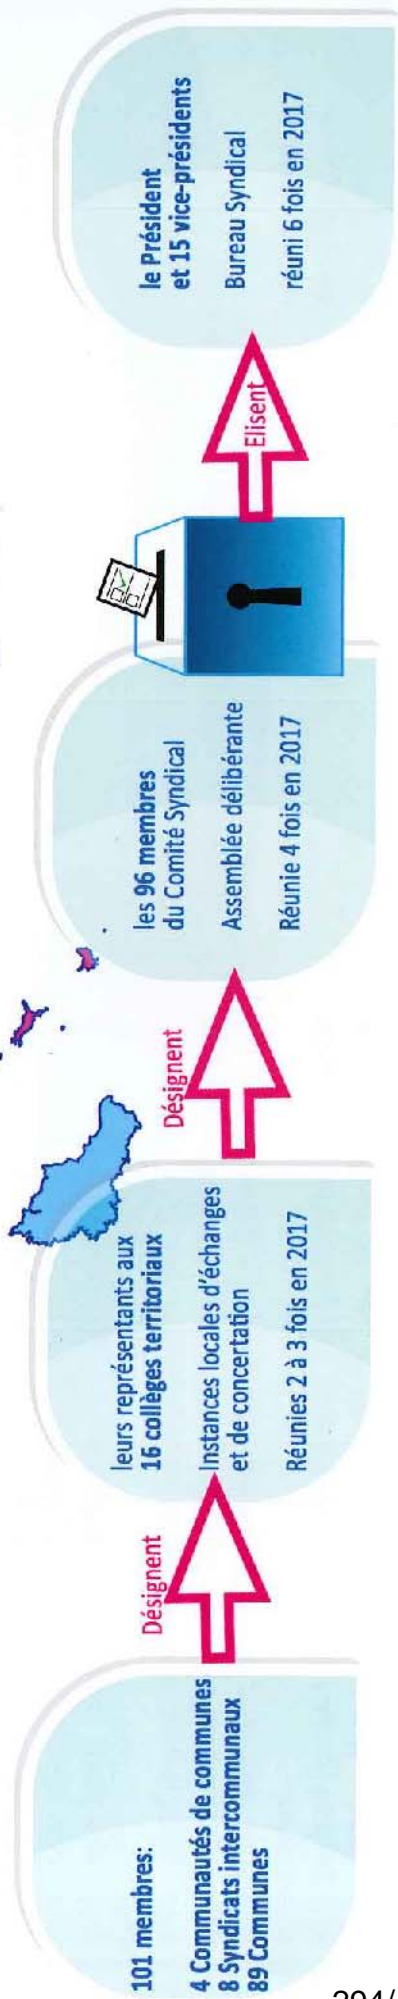 101 membres:
4 Communautés de communes
8 Syndicats intercommunaux
89 Communes
Désignent
leurs représentants aux
16 collèges territoriaux
Instances locales d'échanges
et de concertation
Réunies 2 à 3 fois en 2017
Désignent
les 96 membres
du Comité Syndical
Assemblée délibérante
Réunie 4 fois en 2017
Elisent
le Président
et 15 vice-présidents
Bureau Syndical
réuni 6 fois en 2017